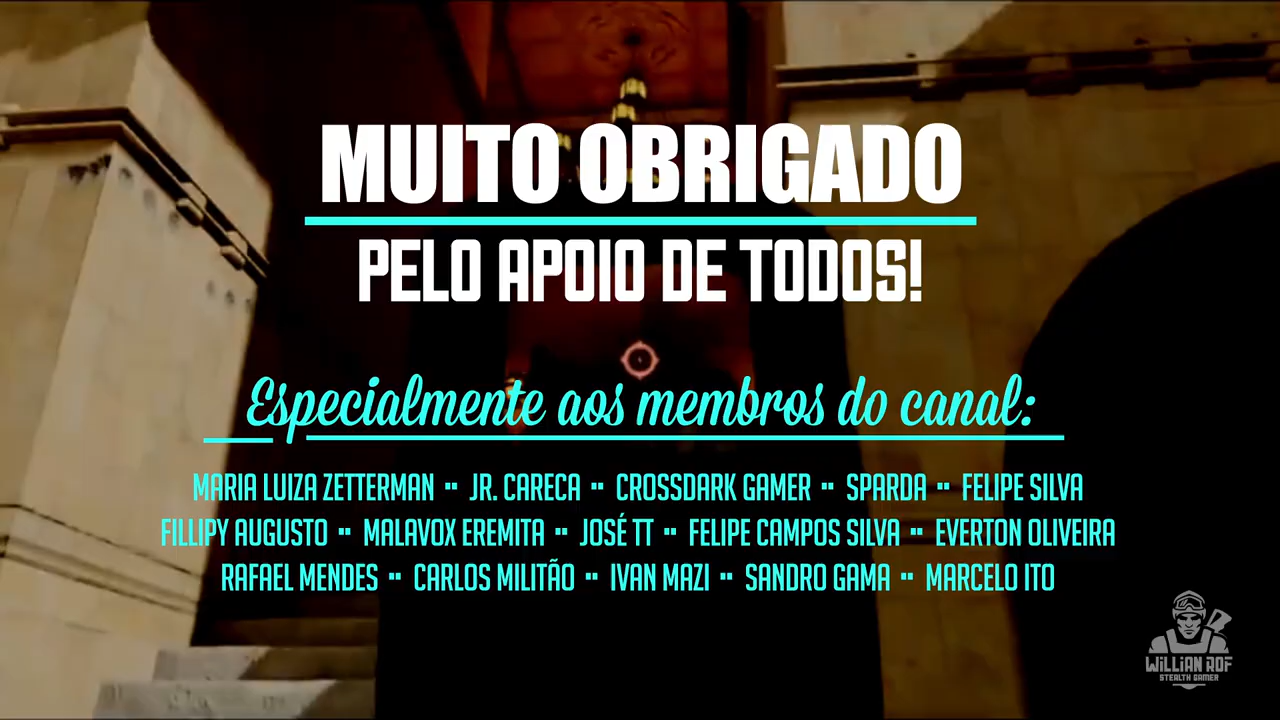 MUITO OBRIGADO
PELO APOIO DE TODOS!
Especialmente aos membros do canal:
MARIA LUIZA ZETTERMAN ·· JR. CARECA ·· CROSSDARK GAMER ·· SPARDA ·· FELIPE SILVA
FILLIPY AUGUSTO ·· MALAVOX EREMITA ·· JOSÉ TT ·· FELIPE CAMPOS SILVA ·· EVERTON OLIVEIRA
RAFAEL MENDES ·· CARLOS MILITÃO ·· IVAN MAZI ·· SANDRO GAMA ·· MARCELO ITO
WILLIAN ROF
STEALTH GAMER